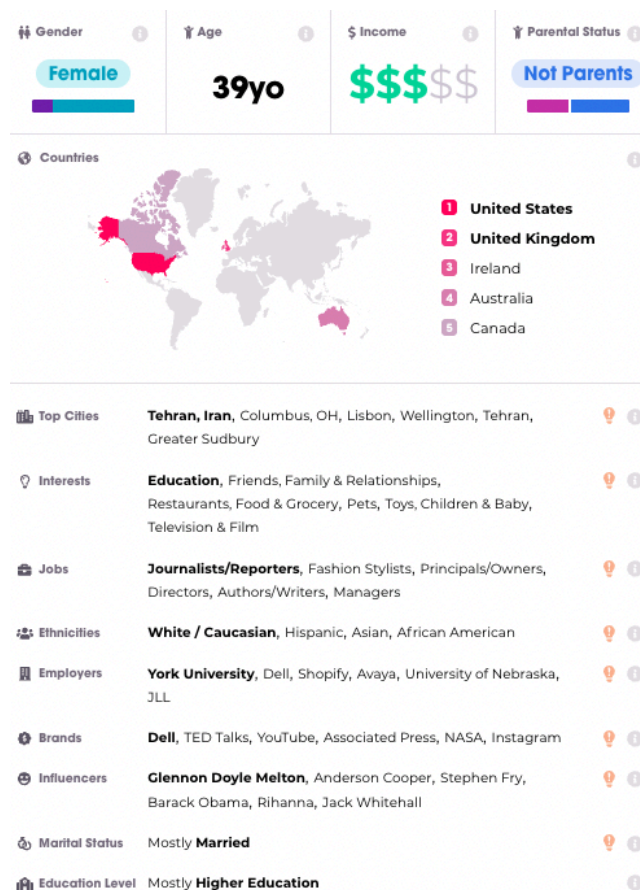 Gender
Age
$ Income
Parental Status
Female
39yo
$$$$$
Not Parents
Countries
1 United States
2 United Kingdom
3 Ireland
4 Australia
5 Canada
Top Cities
Tehran, Iran, Columbus, OH, Lisbon, Wellington, Tehran,
Greater Sudbury
Interests
Education, Friends, Family & Relationships,
Restaurants, Food & Grocery, Pets, Toys, Children & Baby,
Television & Film
Jobs
Journalists/Reporters, Fashion Stylists, Principals/Owners,
Directors, Authors/Writers, Managers
Ethnicities
White / Caucasian, Hispanic, Asian, African American
Employers
York University, Dell, Shopify, Avaya, University of Nebraska,
JLL
Brands
Dell, TED Talks, YouTube, Associated Press, NASA, Instagram
Influencers
Glennon Doyle Melton, Anderson Cooper, Stephen Fry,
Barack Obama, Rihanna, Jack Whitehall
Marital Status
Mostly Married
Education Level
Mostly Higher Education